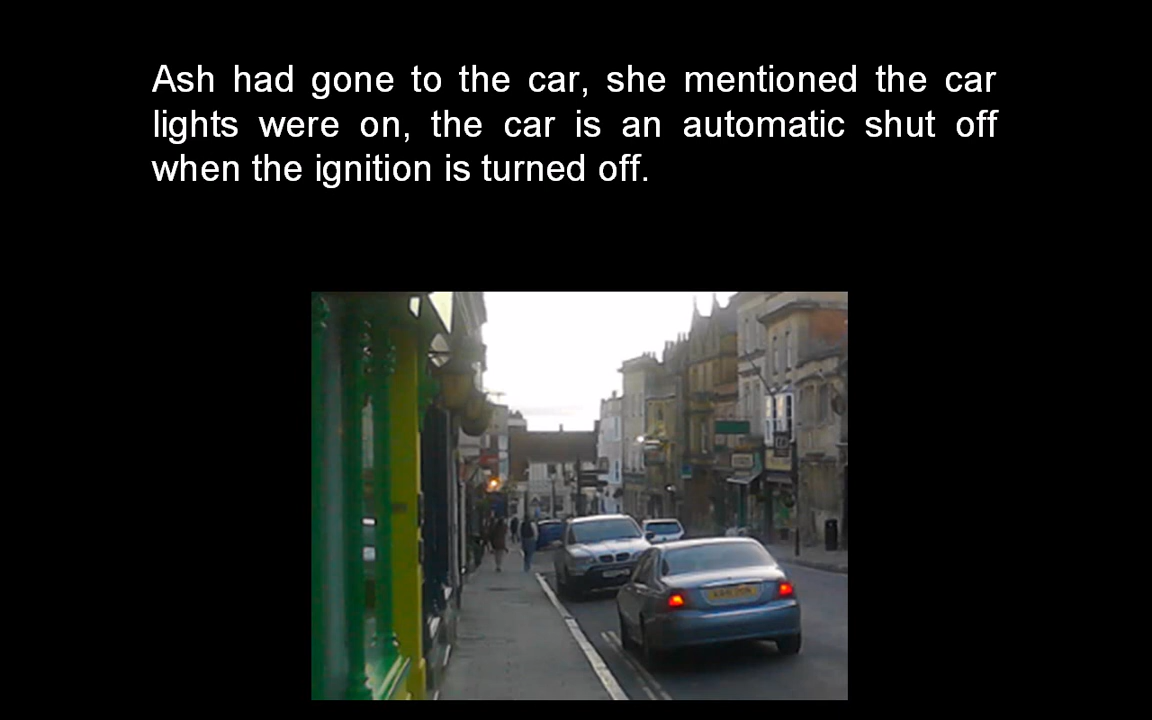 Ash had gone to the car, she mentioned the car
lights were on, the car is an automatic shut off
when the ignition is turned off.